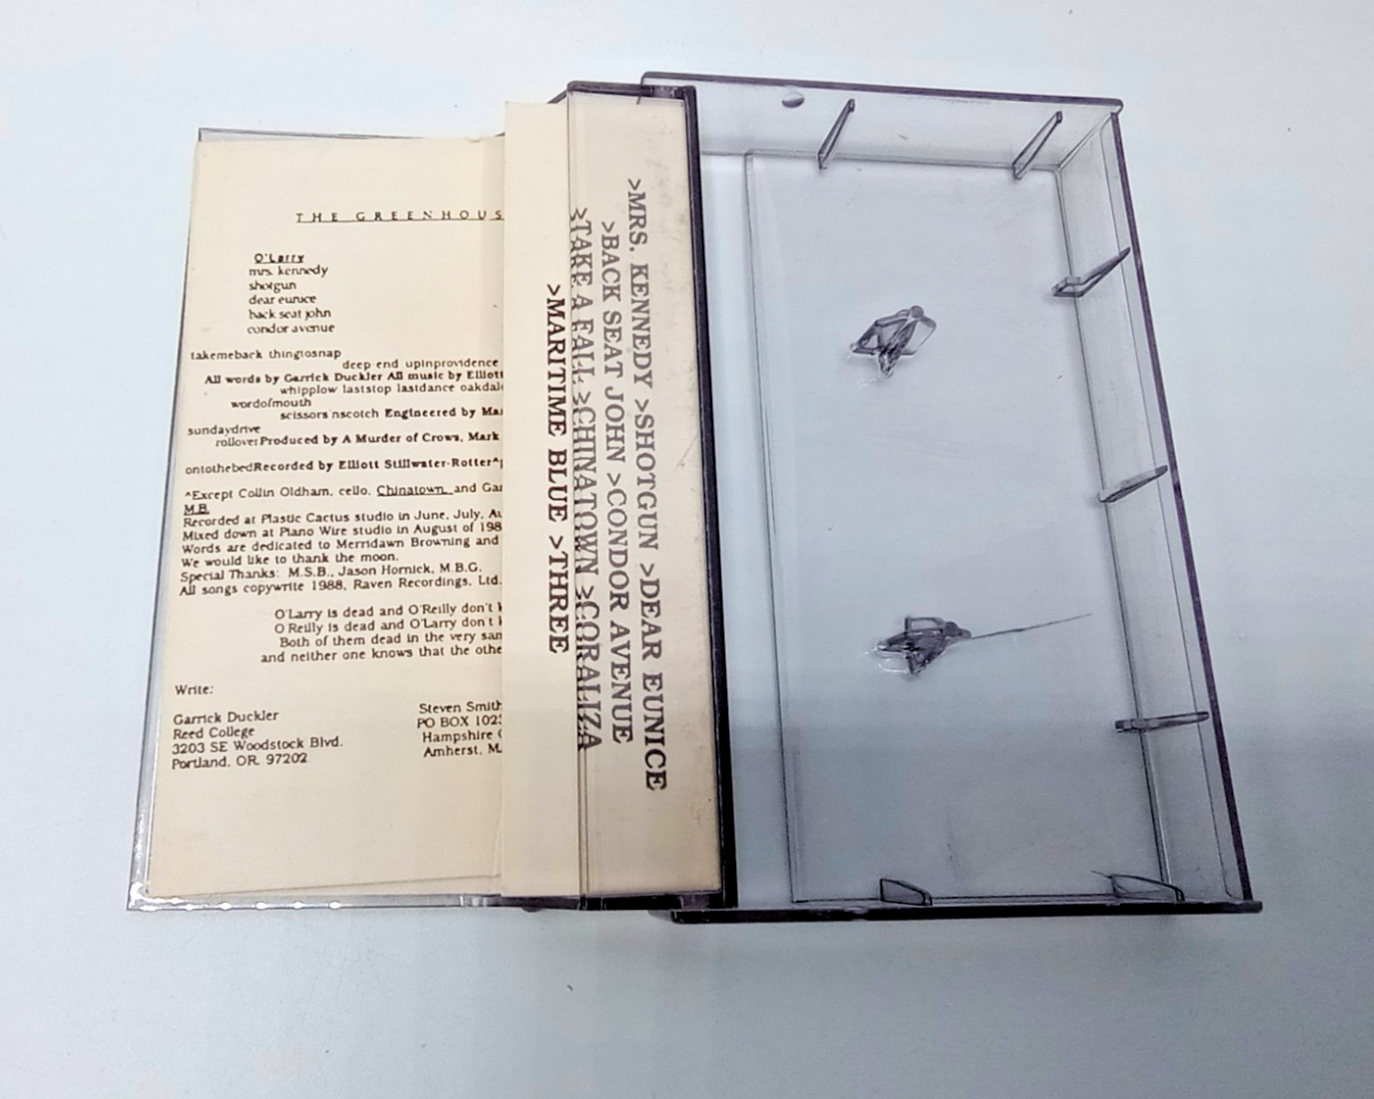 THE GREENHOUS
O'Larry
mrs. kennedy
shotgun
dear eunice
back seat john
condor avenue
takemeback thingtosnap
deep end upinprovidence
All words by Garrick Duckler All music by Elliott
whipplow laststop lastdance oakdale
wordofmouth
scissors'nscotch Engineered by Mar
sundaydrive
rollover Produced by A Murder of Crows, Mark
ontothebedRecorded by Elliott Stillwater-Rotter^
^Except Collin Oldham, cello, Chinatown, and Gar
M.B.
Recorded at Plastic Cactus studio in June, July, Au
Mixed down at Piano Wire studio in August of 198
Words are dedicated to Merridawn Browning and
We would like to thank the moon.
Special Thanks: M.S.B., Jason Hornick, M.B.G.
All songs copywrite 1988, Raven Recordings, Ltd.
O'Larry is dead and O'Reilly don't k
O Reilly is dead and O'Larry don t k
Both of them dead in the very sam
and neither one knows that the othe
Write:
Garrick Duckler
Reed College
3203 SE Woodstock Blvd.
Portland, OR 97202
Steven Smith
PO BOX 102
Hampshire C
Amherst, M
>MRS. KENNEDY >SHOTGUN >DEAR EUNICE
>BACK SEAT JOHN >CONDOR AVENUE
>TAKE A FALL >CHINATOWN >CORALIZA
>MARITIME BLUE >THREE